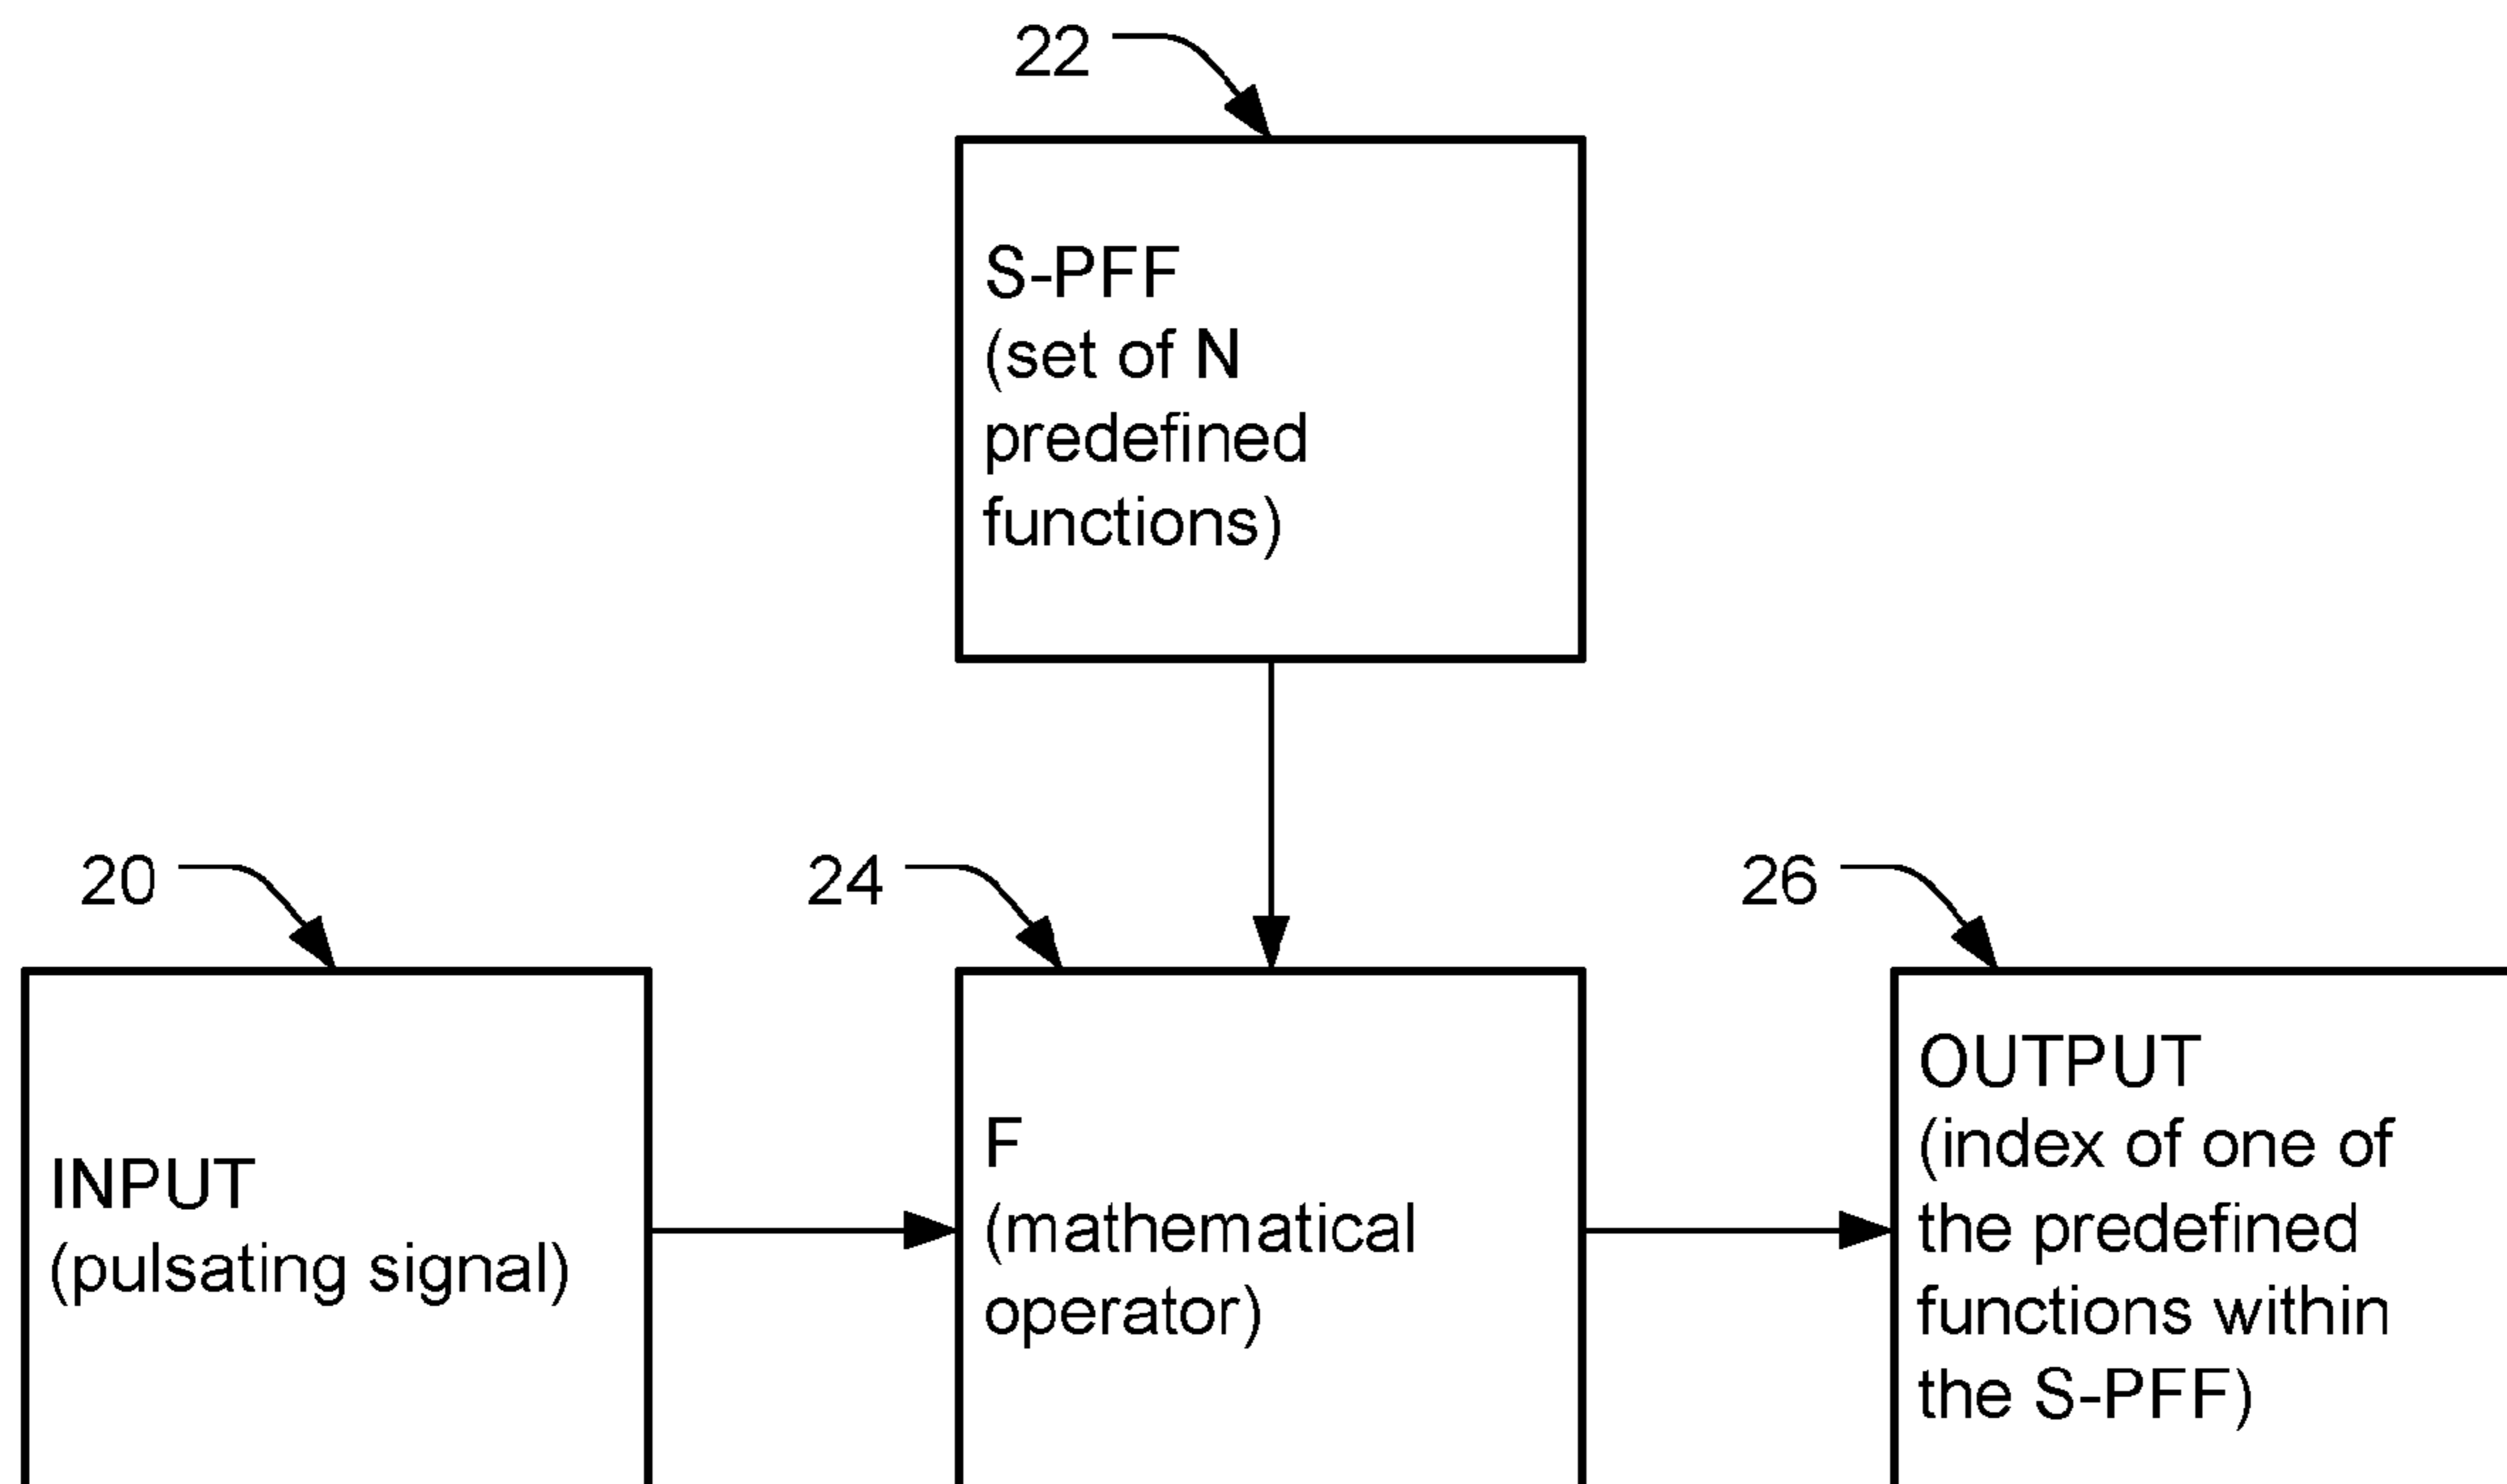 22
S-PFF
(set of N
predefined
functions)
20
24
26
INPUT
(pulsating signal)
F
(mathematical
operator)
OUTPUT
(index of one of
the predefined
functions within
the S-PFF)